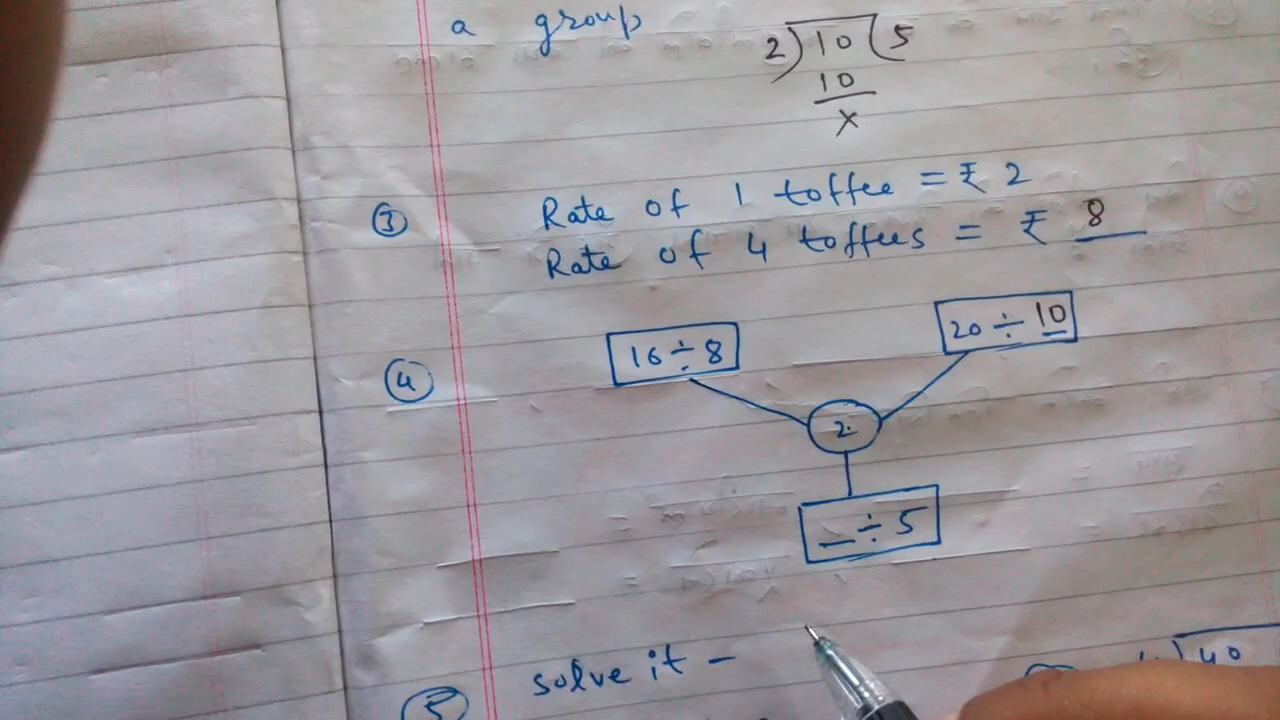 a group
2)10(5
10
x
③ Rate of 1 toffee = ₹ 2
Rate of 4 toffees = ₹ 8
④
16 ÷ 8
20 ÷ 10
2
_ ÷ 5
⑤ solve it -
)40